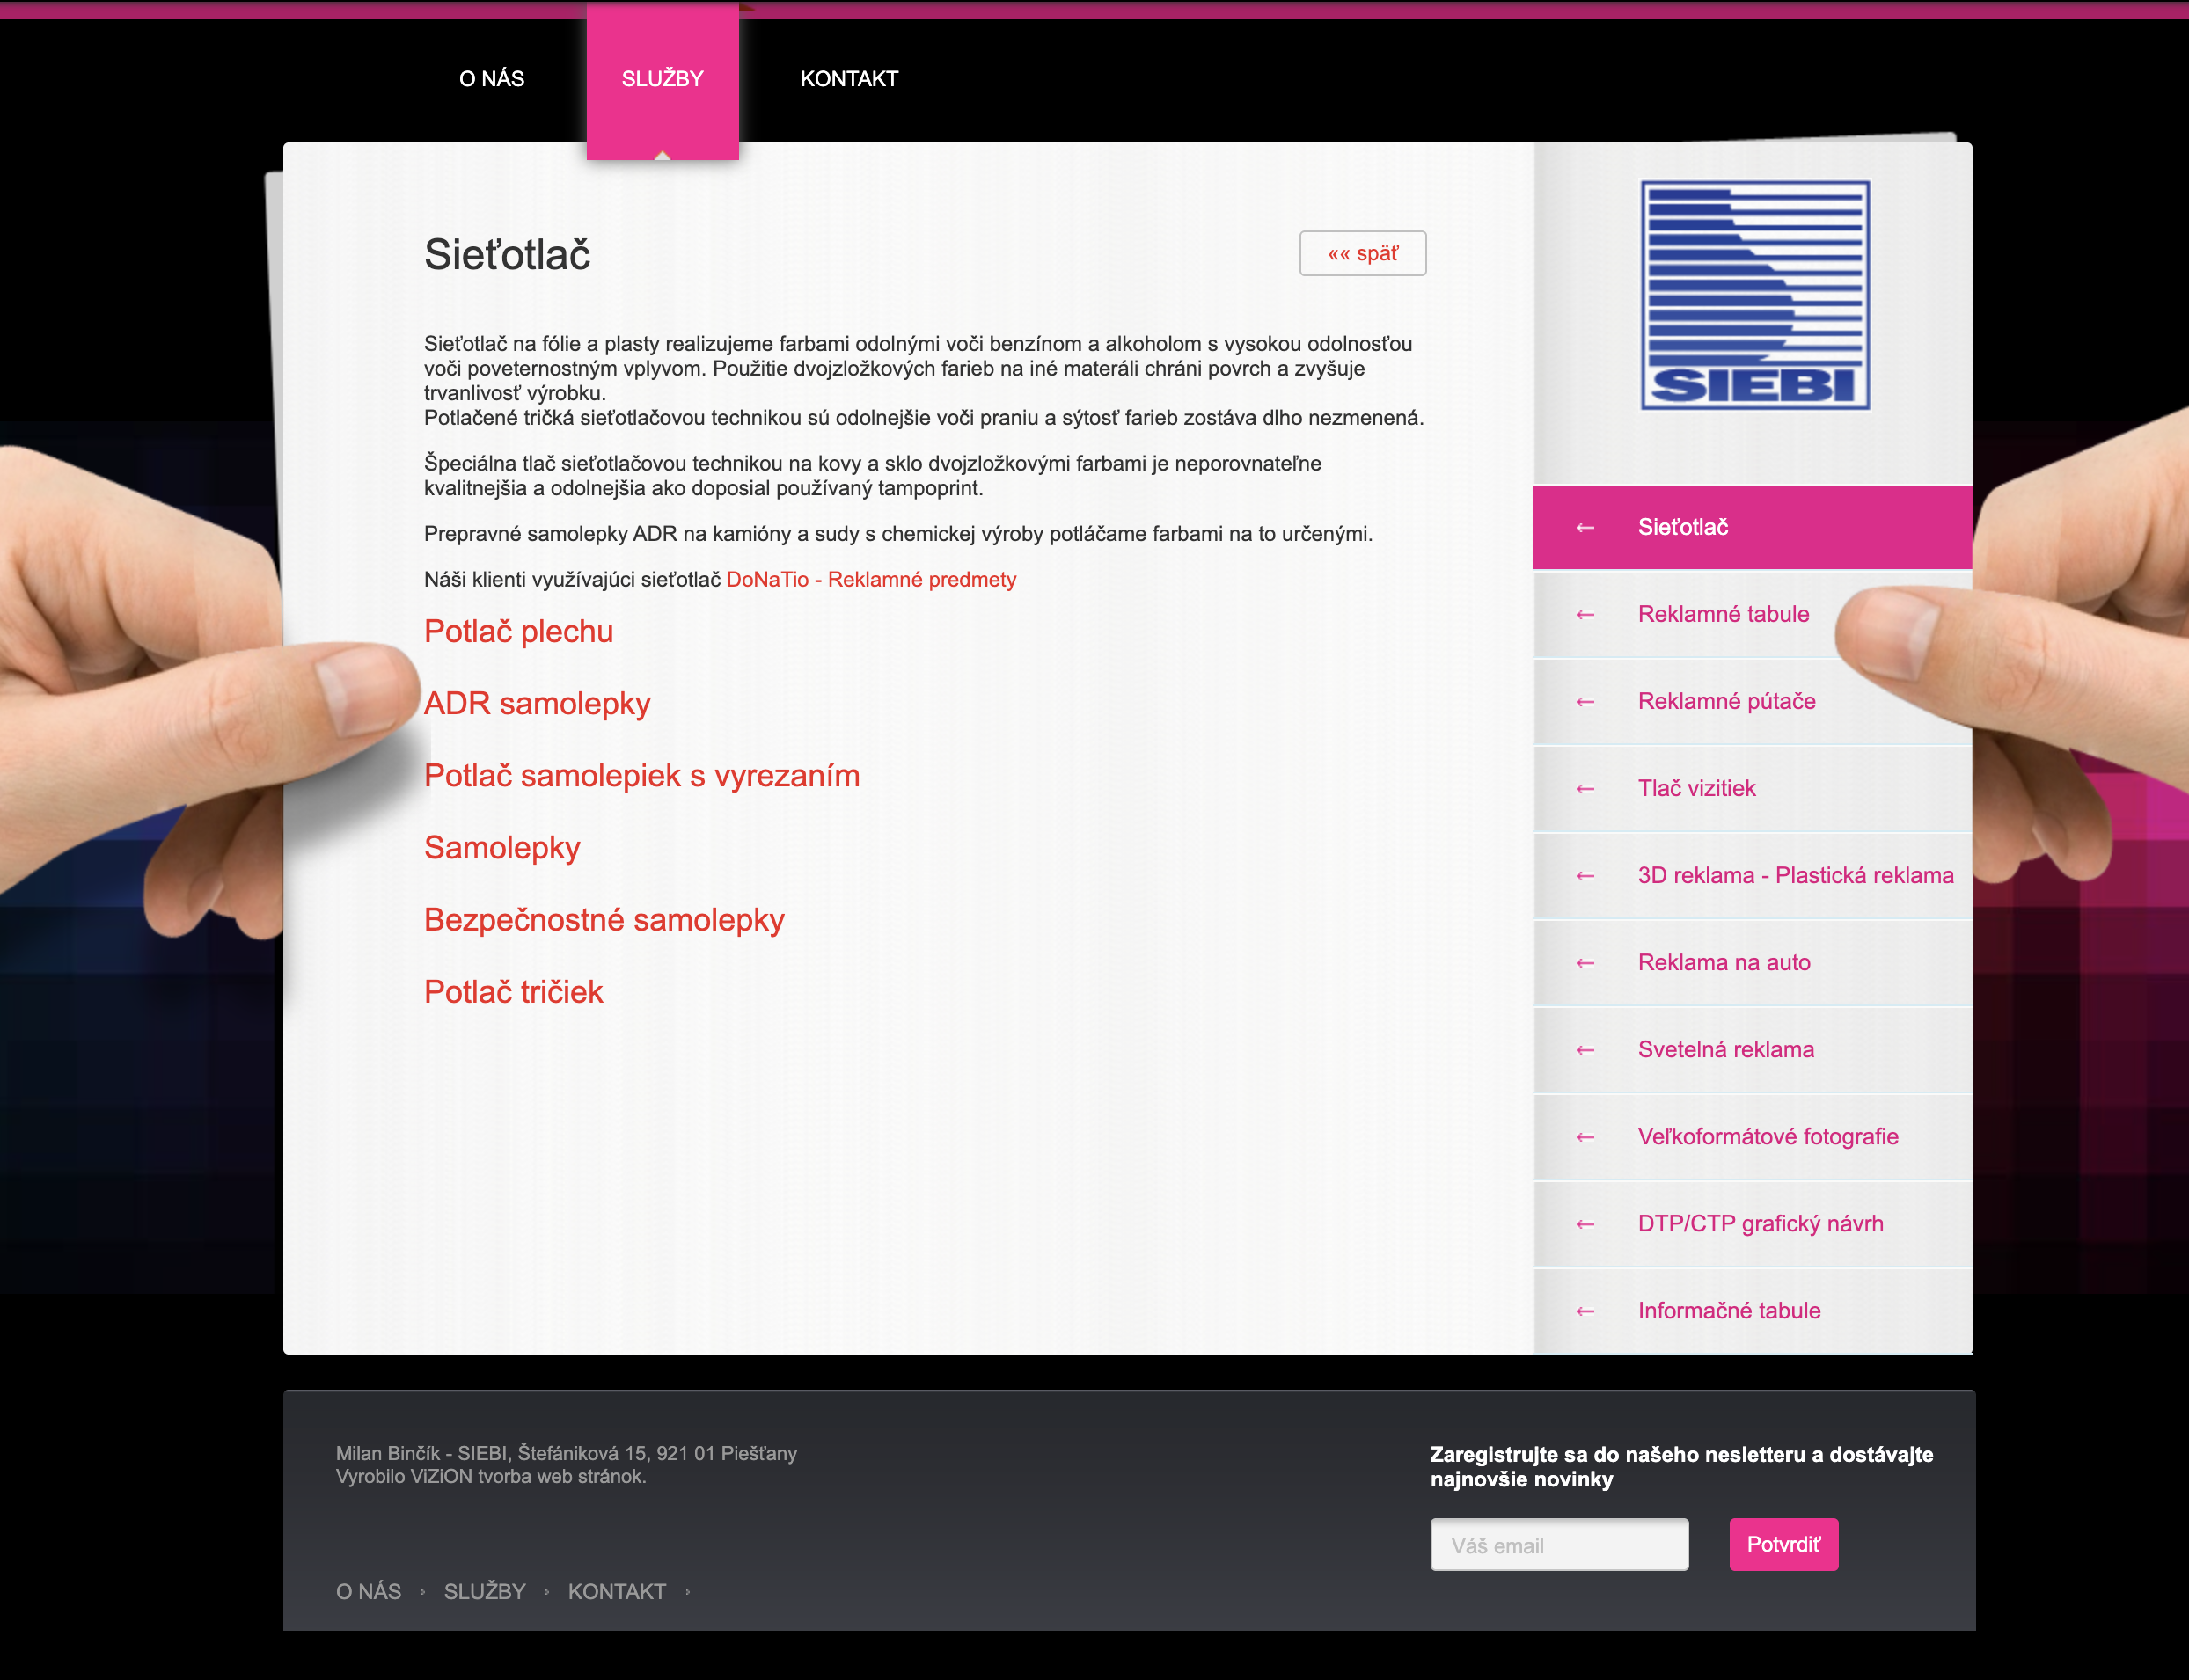 O NÁS
SLUŽBY
KONTAKT
Sieťotlač
«« späť
Sieťotlač na fólie a plasty realizujeme farbami odolnými voči benzínom a alkoholom s vysokou odolnosťou
voči poveternostným vplyvom. Použitie dvojzložkových farieb na iné materáli chráni povrch a zvyšuje
trvanlivosť výrobku.
Potlačené tričká sieťotlačovou technikou sú odolnejšie voči praniu a sýtosť farieb zostáva dlho nezmenená.
Špeciálna tlač sieťotlačovou technikou na kovy a sklo dvojzložkovými farbami je neporovnateľne
kvalitnejšia a odolnejšia ako doposial používaný tampoprint.
Prepravné samolepky ADR na kamióny a sudy s chemickej výroby potláčame farbami na to určenými.
Náši klienti využívajúci sieťotlač DoNaTio - Reklamné predmety
Potlač plechu
ADR samolepky
Potlač samolepiek s vyrezaním
Samolepky
Bezpečnostné samolepky
Potlač tričiek
SIEBI
← Sieťotlač
← Reklamné tabule
← Reklamné pútače
← Tlač vizitiek
← 3D reklama - Plastická reklama
← Reklama na auto
← Svetelná reklama
← Veľkoformátové fotografie
← DTP/CTP grafický návrh
← Informačné tabule
Milan Binčík - SIEBI, Štefániková 15, 921 01 Piešťany
Vyrobilo ViZiON tvorba web stránok.
O NÁS › SLUŽBY › KONTAKT ›
Zaregistrujte sa do našeho nesletteru a dostávajte
najnovšie novinky
Váš email
Potvrdiť